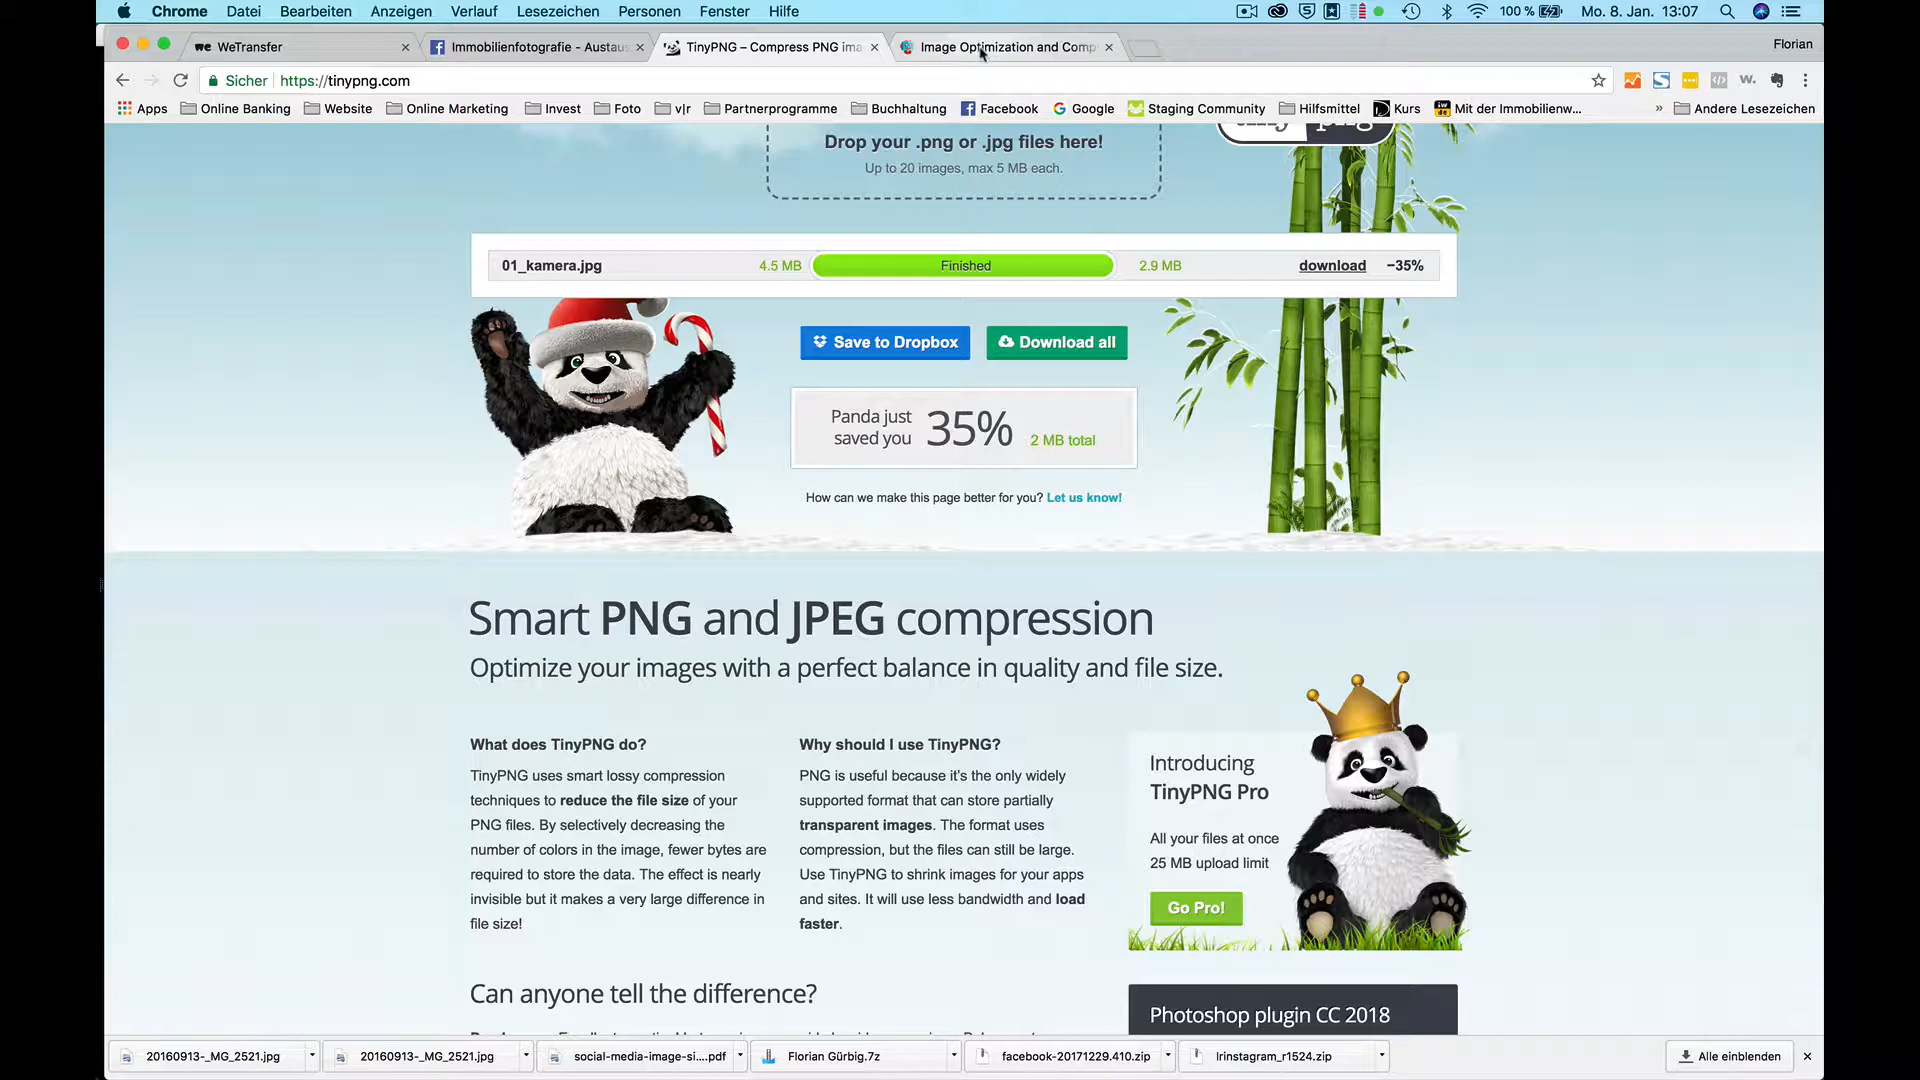 Chrome Datei Bearbeiten Anzeigen Verlauf Lesezeichen Personen Fenster Hilfe 100 % Mo. 8. Jan. 13:07
WeTransfer Immobilienfotografie - Austaus TinyPNG – Compress PNG ima Image Optimization and Comp Florian
Sicher https://tinypng.com
Apps Online Banking Website Online Marketing Invest Foto v|r Partnerprogramme Buchhaltung Facebook Google Staging Community Hilfsmittel Kurs Mit der Immobilienw... » Andere Lesezeichen
Drop your .png or .jpg files here!
Up to 20 images, max 5 MB each.
01_kamera.jpg 4.5 MB Finished 2.9 MB download −35%
Save to Dropbox Download all
Panda just
saved you 35% 2 MB total
How can we make this page better for you? Let us know!
Smart PNG and JPEG compression
Optimize your images with a perfect balance in quality and file size.
What does TinyPNG do?
TinyPNG uses smart lossy compression
techniques to reduce the file size of your
PNG files. By selectively decreasing the
number of colors in the image, fewer bytes are
required to store the data. The effect is nearly
invisible but it makes a very large difference in
file size!
Why should I use TinyPNG?
PNG is useful because it's the only widely
supported format that can store partially
transparent images. The format uses
compression, but the files can still be large.
Use TinyPNG to shrink images for your apps
and sites. It will use less bandwidth and load
faster.
Introducing
TinyPNG Pro
All your files at once
25 MB upload limit
Go Pro!
Can anyone tell the difference?
Photoshop plugin CC 2018
20160913-_MG_2521.jpg 20160913-_MG_2521.jpg social-media-image-si....pdf Florian Gürbig.7z facebook-20171229.410.zip lrinstagram_r1524.zip Alle einblenden